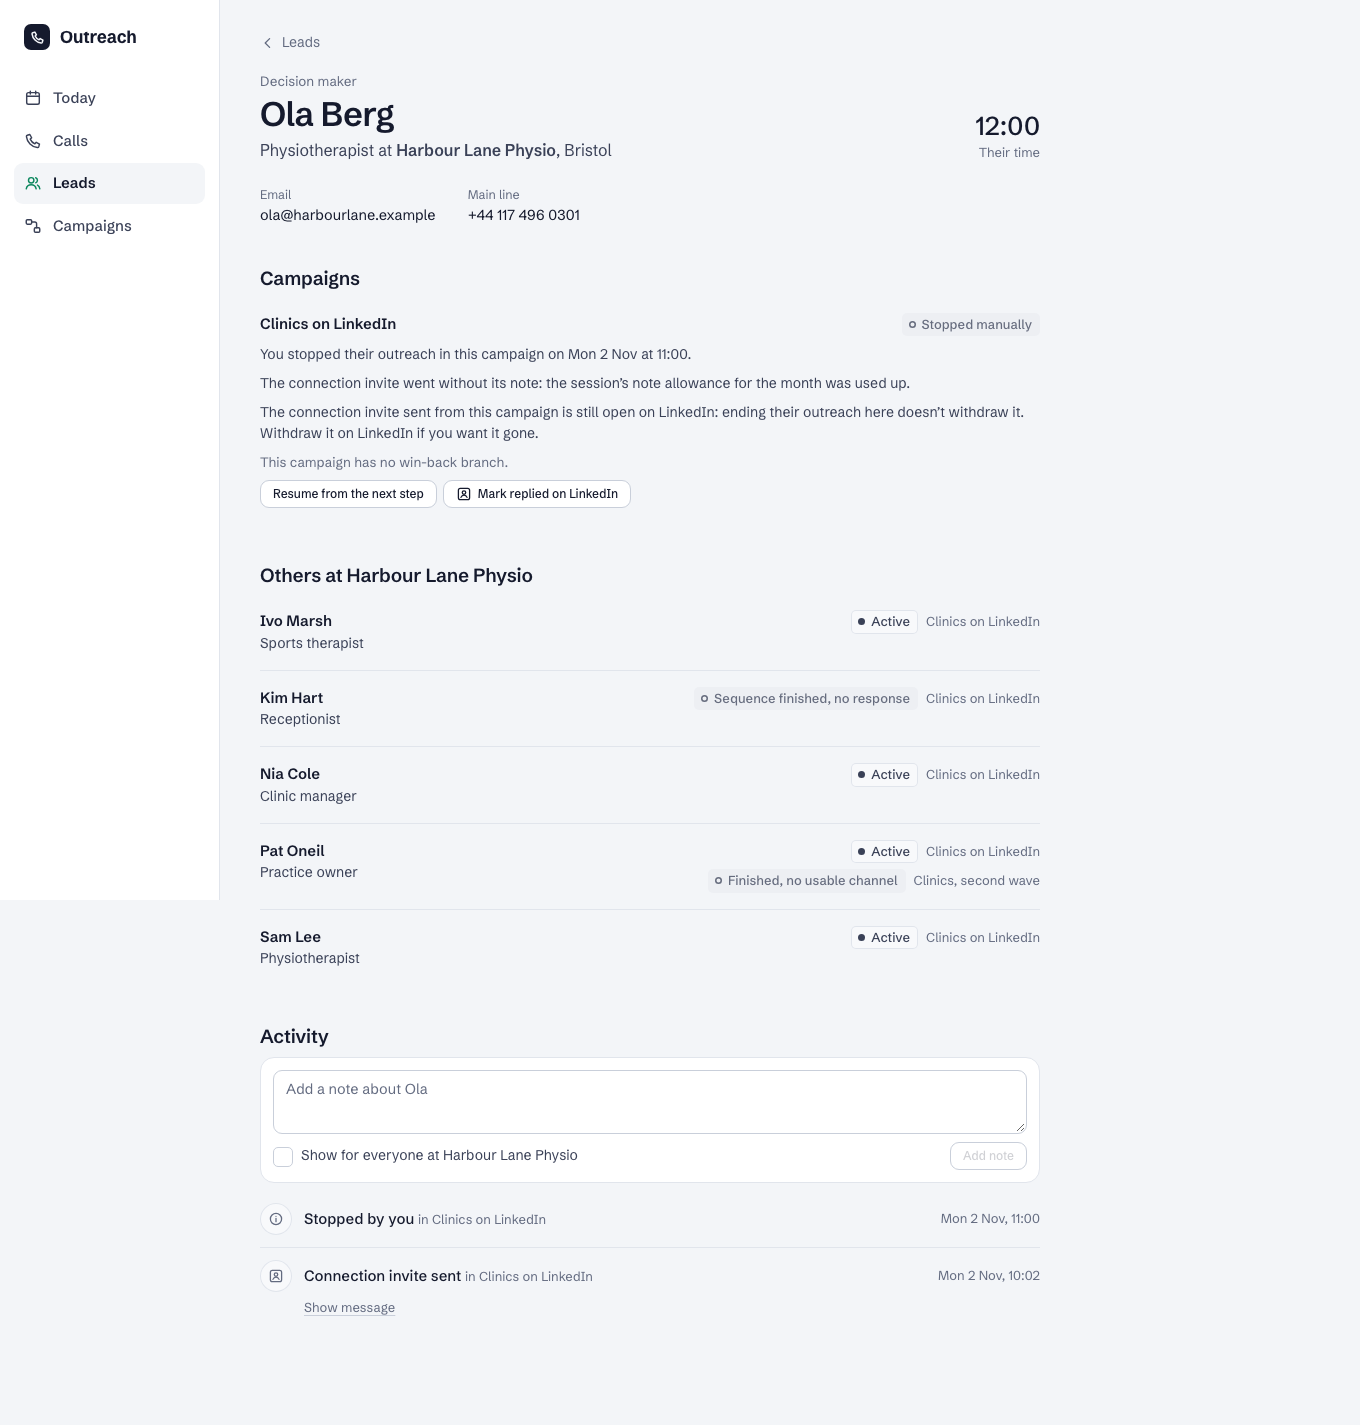 Outreach
Today
Calls
Leads
Campaigns
Leads
Decision maker
Ola Berg
Physiotherapist at Harbour Lane Physio, Bristol
12:00
Their time
Email
ola@harbourlane.example
Main line
+44 117 496 0301
Campaigns
Clinics on LinkedIn
Stopped manually
You stopped their outreach in this campaign on Mon 2 Nov at 11:00.
The connection invite went without its note: the session’s note allowance for the month was used up.
The connection invite sent from this campaign is still open on LinkedIn: ending their outreach here doesn’t withdraw it.
Withdraw it on LinkedIn if you want it gone.
This campaign has no win-back branch.
Resume from the next step
Mark replied on LinkedIn
Others at Harbour Lane Physio
Ivo Marsh
Sports therapist
Active Clinics on LinkedIn
Kim Hart
Receptionist
Sequence finished, no response Clinics on LinkedIn
Nia Cole
Clinic manager
Active Clinics on LinkedIn
Pat Oneil
Practice owner
Active Clinics on LinkedIn
Finished, no usable channel Clinics, second wave
Sam Lee
Physiotherapist
Active Clinics on LinkedIn
Activity
Add a note about Ola
Show for everyone at Harbour Lane Physio
Add note
Stopped by you in Clinics on LinkedIn
Mon 2 Nov, 11:00
Connection invite sent in Clinics on LinkedIn
Mon 2 Nov, 10:02
Show message